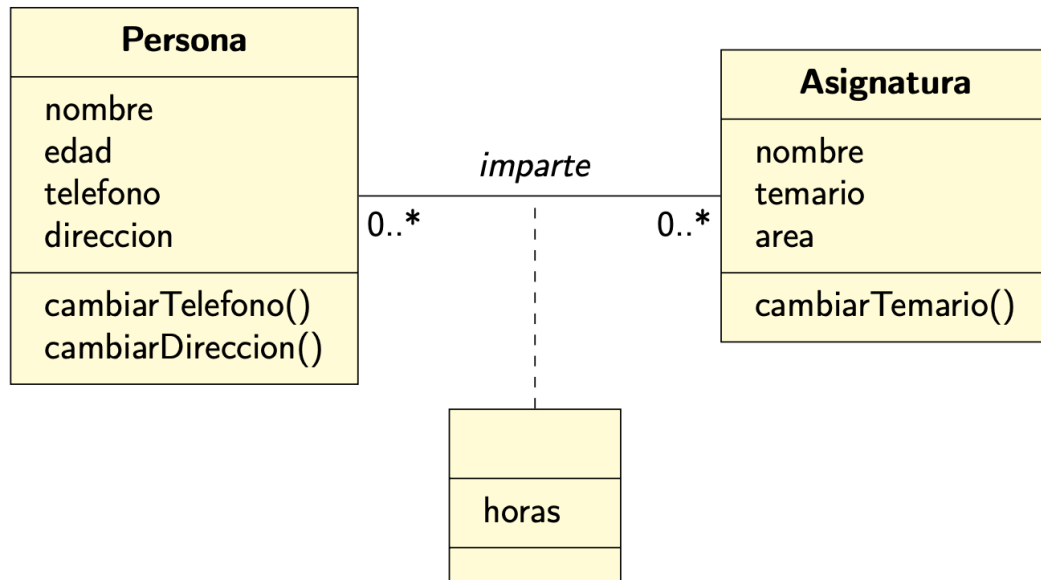 Persona
nombre
edad
telefono
direccion
cambiarTelefono()
cambiarDireccion()
imparte
0..*
0..*
Asignatura
nombre
temario
area
cambiarTemario()
horas